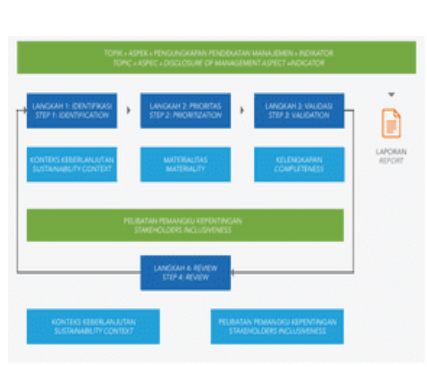 TOPIK » ASPEK » PENGUNGKAPAN PENDEKATAN MANAJEMEN » INDIKATOR
TOPIC » ASPEC » DISCLOSURE OF MANAGEMENT ASPECT »INDICATOR
LANGKAH 1: IDENTIFIKASI
STEP 1: IDENTIFICATION
LANGKAH 2: PRIORITAS
STEP 2: PRIORITIZATION
LANGKAH 3: VALIDASI
STEP 3: VALIDATION
LAPORAN
REPORT
KONTEKS KEBERLANJUTAN
SUSTAINABILITY CONTEXT
MATERIALITAS
MATERIALITY
KELENGKAPAN
COMPLETENESS
PELIBATAN PEMANGKU KEPENTINGAN
STAKEHOLDERS INCLUSIVENESS
LANGKAH 4: REVIEW
STEP 4: REVIEW
KONTEKS KEBERLANJUTAN
SUSTAINABILITY CONTEXT
PELIBATAN PEMANGKU KEPENTINGAN
STAKEHOLDERS INCLUSIVENESS